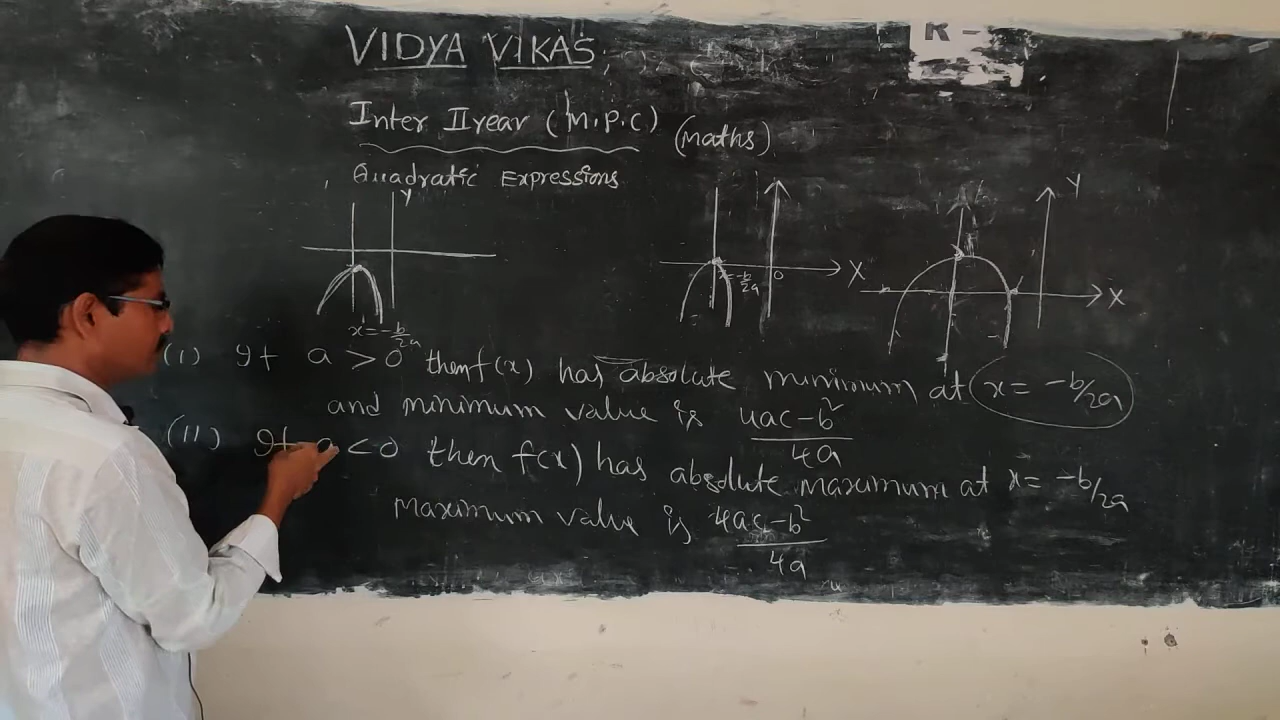 VIDYA VIKAS
R -
Inter II year (M.P.C) (Maths)
Quadratic Expressions
Y
x = -b/2a
X
x = -b/2a
0
Y
X
(I) If a > 0 then f(x) has absolute minimum at x = -b/2a
and minimum value is 4ac-b²/4a
(II) If a < 0 then f(x) has absolute maximum at x = -b/2a
Maximum value is 4ac-b²/4a